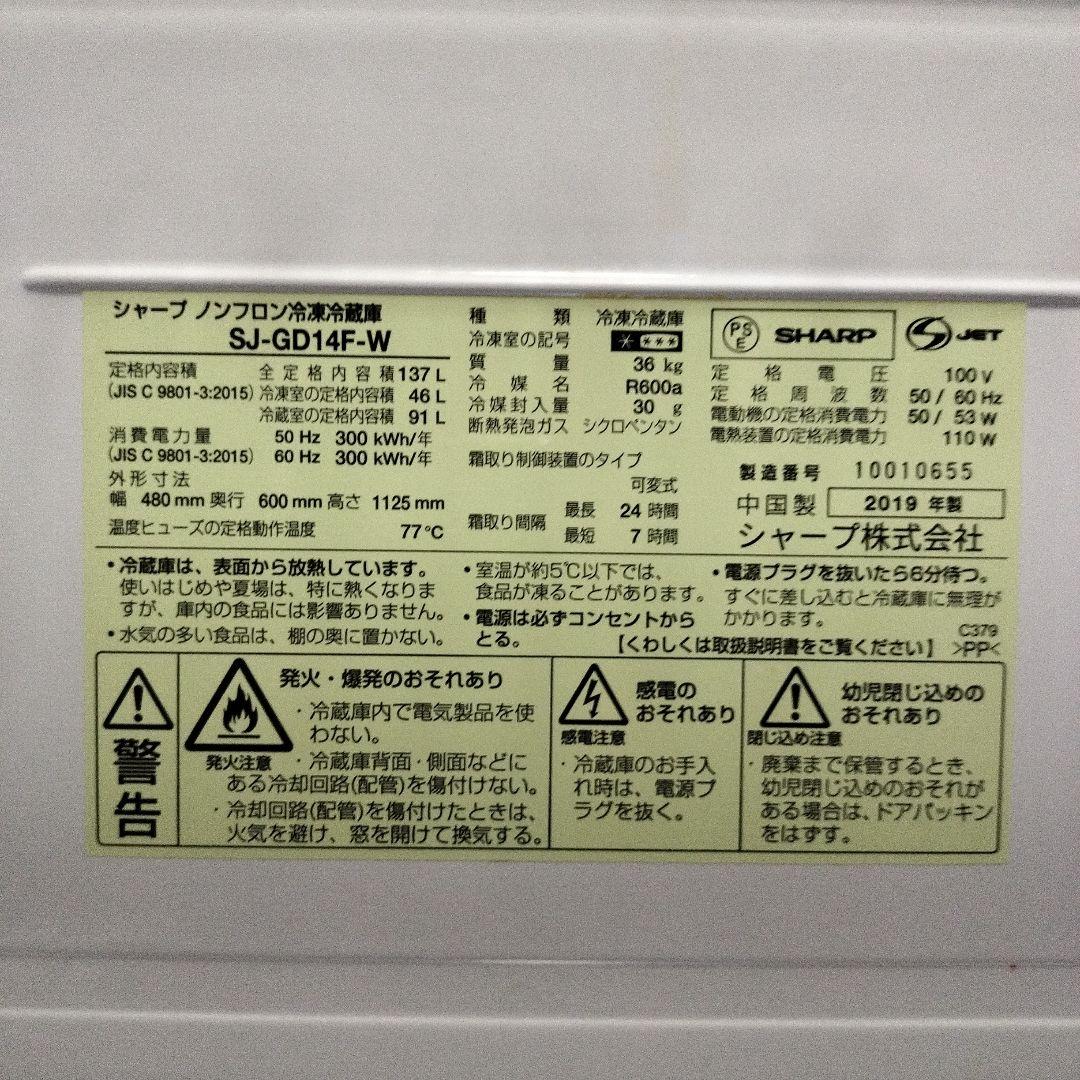 シャープ ノンフロン冷凍冷蔵庫
SJ-GD14F-W
定格内容積 全定格内容積 137 L
(JIS C 9801-3:2015) 冷凍室の定格内容積 46 L
冷蔵室の定格内容積 91 L
消費電力量 50 Hz 300 kWh/年
(JIS C 9801-3:2015) 60 Hz 300 kWh/年
外形寸法
幅 480 mm 奥行 600 mm 高さ 1125 mm
温度ヒューズの定格動作温度 77℃
種類 冷凍冷蔵庫
冷凍室の記号 ****
質量 36 kg
冷媒名 R600a
冷媒封入量 30 g
断熱発泡ガス シクロペンタン
霜取り制御装置のタイプ
可変式
霜取り間隔 最長 24 時間
最短 7 時間
PSE SHARP JET
定格電圧 100 V
定格周波数 50 / 60 Hz
電動機の定格消費電力 50 / 53 W
電熱装置の定格消費電力 110 W
製造番号 10010655
中国製 2019 年製
シャープ株式会社
・冷蔵庫は、表面から放熱しています。
使いはじめや夏場は、特に熱くなりま
すが、庫内の食品には影響ありません。
・水気の多い食品は、棚の奥に置かない。
・室温が約5℃以下では、
食品が凍ることがあります。
・電源は必ずコンセントから
とる。
・電源プラグを抜いたら6分待つ。
すぐに差し込むと冷蔵庫に無理が
かかります。
【くわしくは取扱説明書をご覧ください】
C379
>PP<
警告
発火注意
発火・爆発のおそれあり
・冷蔵庫内で電気製品を使
わない。
・冷蔵庫背面・側面などに
ある冷却回路(配管)を傷付けない。
・冷却回路(配管)を傷付けたときは、
火気を避け、窓を開けて換気する。
感電注意
感電の
おそれあり
・冷蔵庫のお手入
れ時は、電源プ
ラグを抜く。
閉じ込め注意
幼児閉じ込めの
おそれあり
・廃棄まで保管するとき、
幼児閉じ込めのおそれが
ある場合は、ドアパッキン
をはずす。